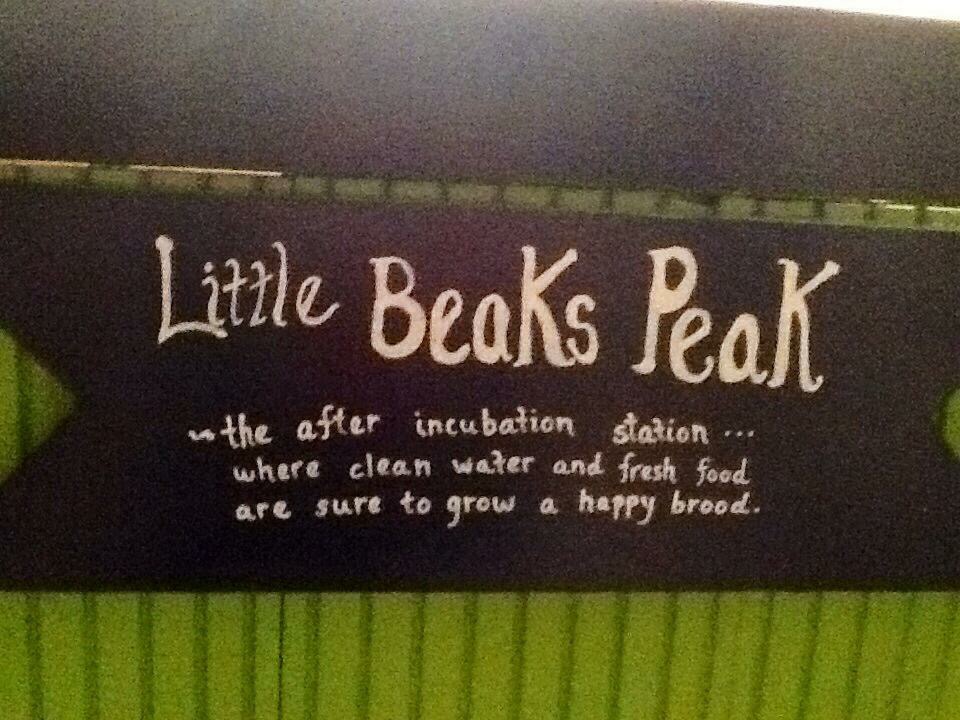 Little BeaKs PeaK
~the after incubation station ...
where clean water and fresh food
are sure to grow a happy brood.